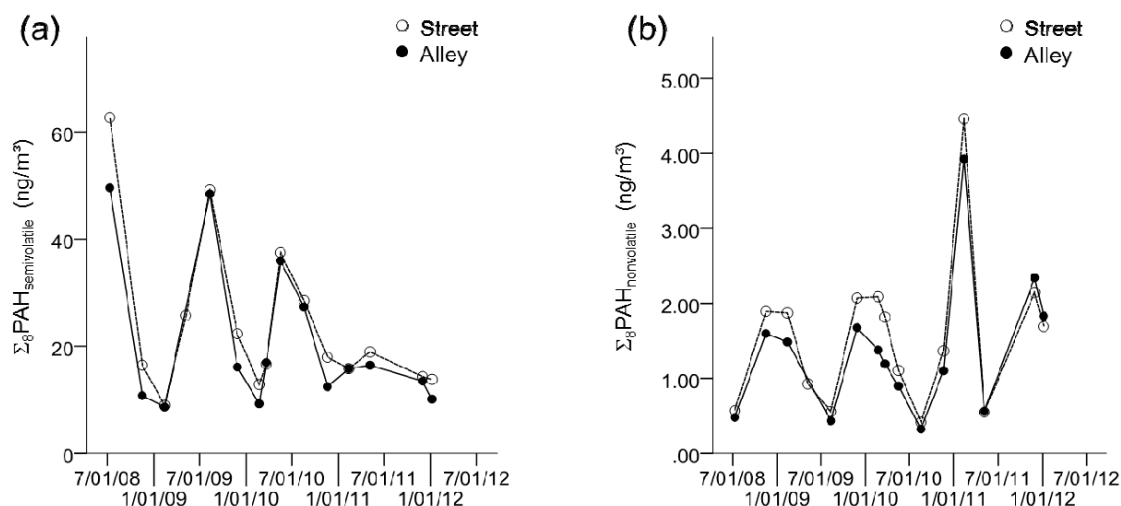 (a)
Street
Alley
Σ₈PAHsemivolatile (ng/m³)
60
40
20
0
7/01/08 7/01/09 7/01/10 7/01/11 7/01/12
1/01/09 1/01/10 1/01/11 1/01/12
(b)
Street
Alley
Σ₈PAHnonvolatile (ng/m³)
5.00
4.00
3.00
2.00
1.00
.00
7/01/08 7/01/09 7/01/10 7/01/11 7/01/12
1/01/09 1/01/10 1/01/11 1/01/12